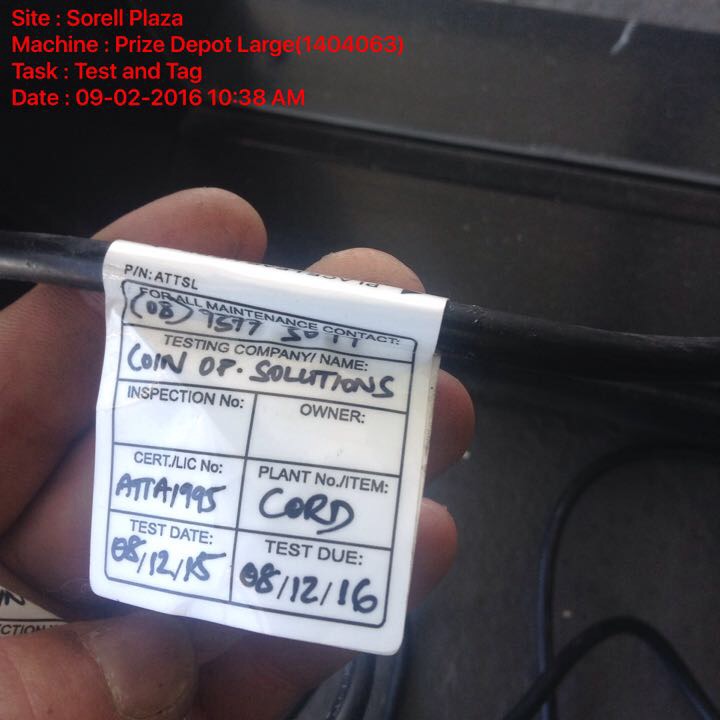 Site : Sorell Plaza
Machine : Prize Depot Large(1404063)
Task : Test and Tag
Date : 09-02-2016 10:38 AM
P/N: ATTSL
FOR ALL MAINTENANCE CONTACT:
(08) 9377
TESTING COMPANY/ NAME:
COIN OP. SOLUTIONS
INSPECTION No:
OWNER:
CERT./LIC No:
ATTA1995
PLANT No./ITEM:
CORD
TEST DATE:
08/12/15
TEST DUE:
08/12/16